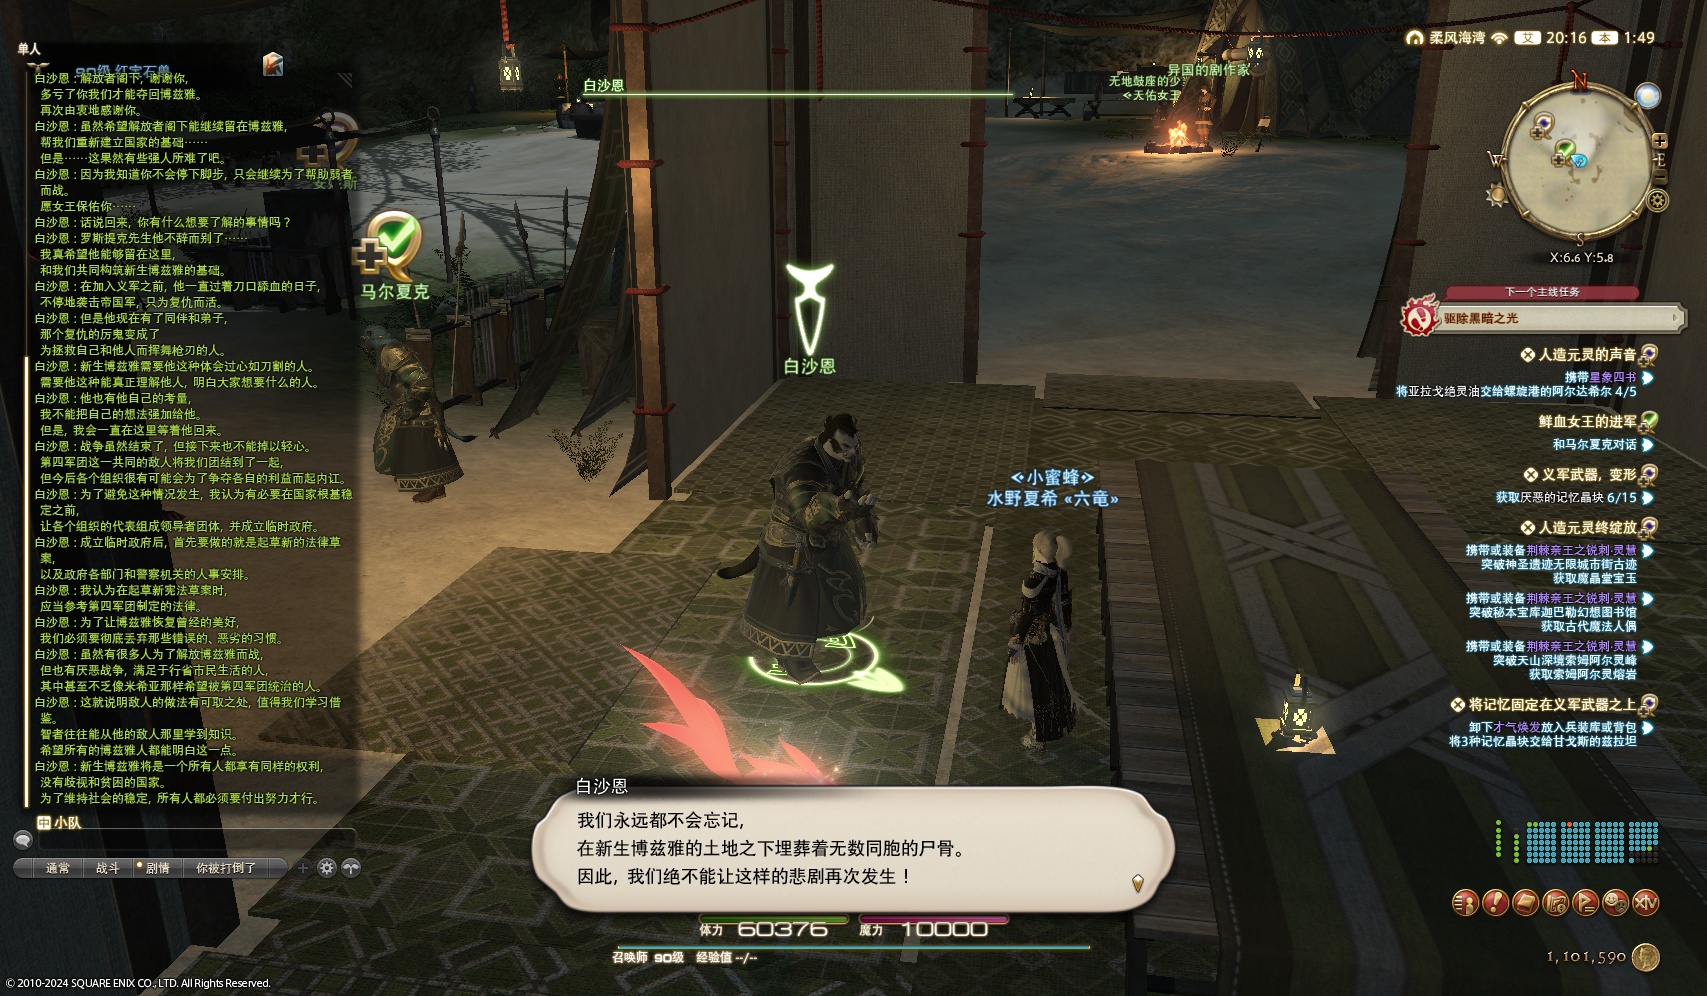 单人
90级 红宝石兽
白沙恩：解放者阁下，谢谢你，
多亏了你我们才能夺回博兹雅。
再次由衷地感谢你。
白沙恩：虽然希望解放者阁下能继续留在博兹雅，
帮我们重新建立国家的基础……
但是……这果然有些强人所难了吧。
白沙恩：因为我知道你不会停下脚步，只会继续为了帮助弱者
而战。
愿女王保佑你……
白沙恩：话说回来，你有什么想要了解的事情吗？
白沙恩：罗斯提克先生他不辞而别了……
我真希望他能够留在这里，
和我们共同构筑新生博兹雅的基础。
白沙恩：在加入义军之前，他一直过着刀口舔血的日子，
不停地袭击帝国军，只为复仇而活。
白沙恩：但是他现在有了同伴和弟子，
那个复仇的厉鬼变成了
为拯救自己和他人而挥舞枪刃的人。
白沙恩：新生博兹雅需要他这种体会过心如刀割的人。
需要他这种能真正理解他人，明白大家想要什么的人。
白沙恩：他也有他自己的考量，
我不能把自己的想法强加给他。
但是，我会一直在这里等着他回来。
白沙恩：战争虽然结束了，但接下来也不能掉以轻心。
第四军团这一共同的敌人将我们团结到了一起，
但今后各个组织很有可能会为了争夺各自的利益而起内讧。
白沙恩：为了避免这种情况发生，我认为有必要在国家根基稳
定之前，
让各个组织的代表组成领导者团体，并成立临时政府。
白沙恩：成立临时政府后，首先要做的就是起草新的法律草
案，
以及政府各部门和警察机关的人事安排。
白沙恩：我认为在起草新宪法草案时，
应当参考第四军团制定的法律。
白沙恩：为了让博兹雅恢复曾经的美好，
我们必须要彻底丢弃那些错误的、恶劣的习惯。
白沙恩：虽然有很多人为了解放博兹雅而战，
但也有厌恶战争，满足于行省市民生活的人，
其中甚至不乏像米希亚那样希望被第四军团统治的人。
白沙恩：这就说明敌人的做法有可取之处，值得我们学习借
鉴。
智者往往能从他的敌人那里学到知识。
希望所有的博兹雅人都能明白这一点。
白沙恩：新生博兹雅将是一个所有人都享有同样的权利，
没有歧视和贫困的国家。
为了维持社会的稳定，所有人都必须要付出努力才行。
中 小队
通常 战斗 剧情 你被打倒了
马尔夏克
白沙恩
异国的剧作家
无地鼓座的少
天佑女王
白沙恩
«小蜜蜂»
水野夏希 «六竜»
柔风海湾 艾 20:16 本 1:49
N
W
E
S
X:6.6 Y:5.8
下一个主线任务
驱除黑暗之光
人造元灵的声音
携带星象四书
将亚拉戈绝灵油交给螺旋港的阿尔达希尔 4/5
鲜血女王的进军
和马尔夏克对话
义军武器，变形
获取厌恶的记忆晶块 6/15
人造元灵终绽放
携带或装备荆棘亲王之锐刺·灵慧
突破神圣遗迹无限城市街古迹
获取魔晶堂宝玉
携带或装备荆棘亲王之锐刺·灵慧
突破秘本宝库迦巴勒幻想图书馆
获取古代魔法人偶
携带或装备荆棘亲王之锐刺·灵慧
突破天山深境索姆阿尔灵峰
获取索姆阿尔灵熔岩
将记忆固定在义军武器之上
卸下才气焕发放入兵装库或背包
将3种记忆晶块交给甘戈斯的兹拉坦
白沙恩
我们永远都不会忘记，
在新生博兹雅的土地之下埋葬着无数同胞的尸骨。
因此，我们绝不能让这样的悲剧再次发生！
体力 60376 魔力 10000
召唤师 90级 经验值 --/--
XIV
1,101,590
© 2010-2024 SQUARE ENIX CO., LTD. All Rights Reserved.